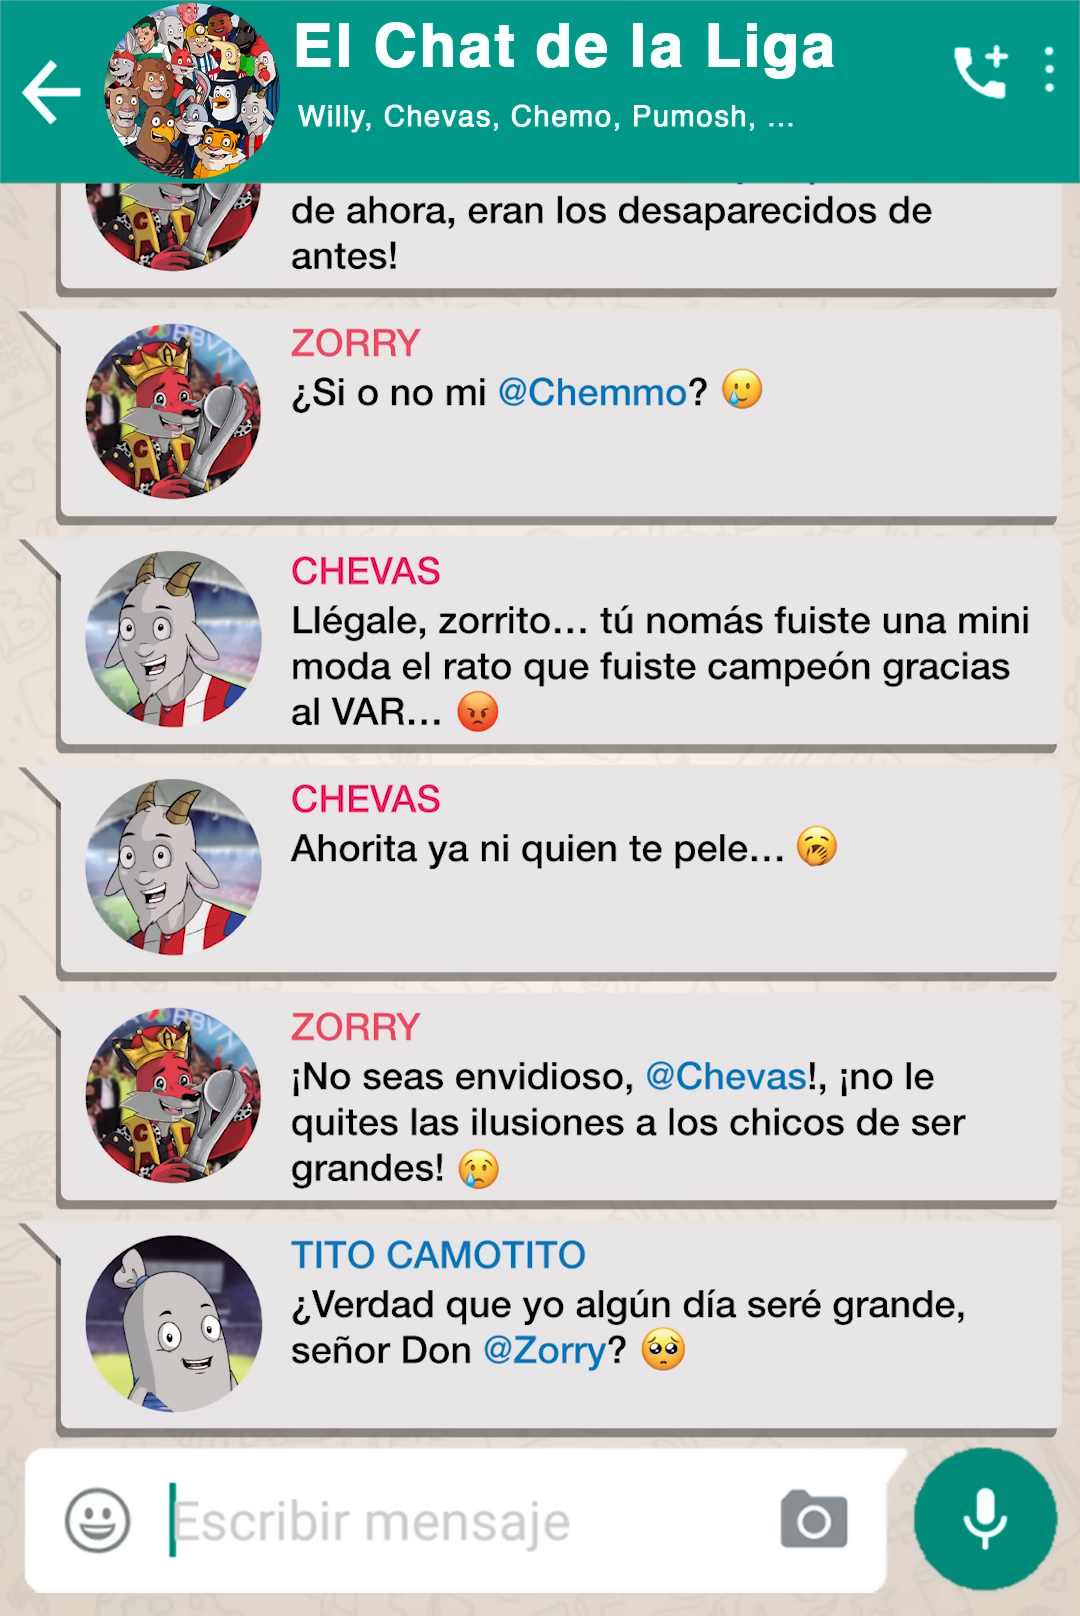 El Chat de la Liga
Willy, Chevas, Chemo, Pumosh, ...
de ahora, eran los desaparecidos de
antes!
ZORRY
¿Si o no mi @Chemmo? 🥲
CHEVAS
Llégale, zorrito... tú nomás fuiste una mini
moda el rato que fuiste campeón gracias
al VAR... 😡
CHEVAS
Ahorita ya ni quien te pele... 🥱
ZORRY
¡No seas envidioso, @Chevas!, ¡no le
quites las ilusiones a los chicos de ser
grandes! 😢
TITO CAMOTITO
¿Verdad que yo algún día seré grande,
señor Don @Zorry? 🥺
Escribir mensaje